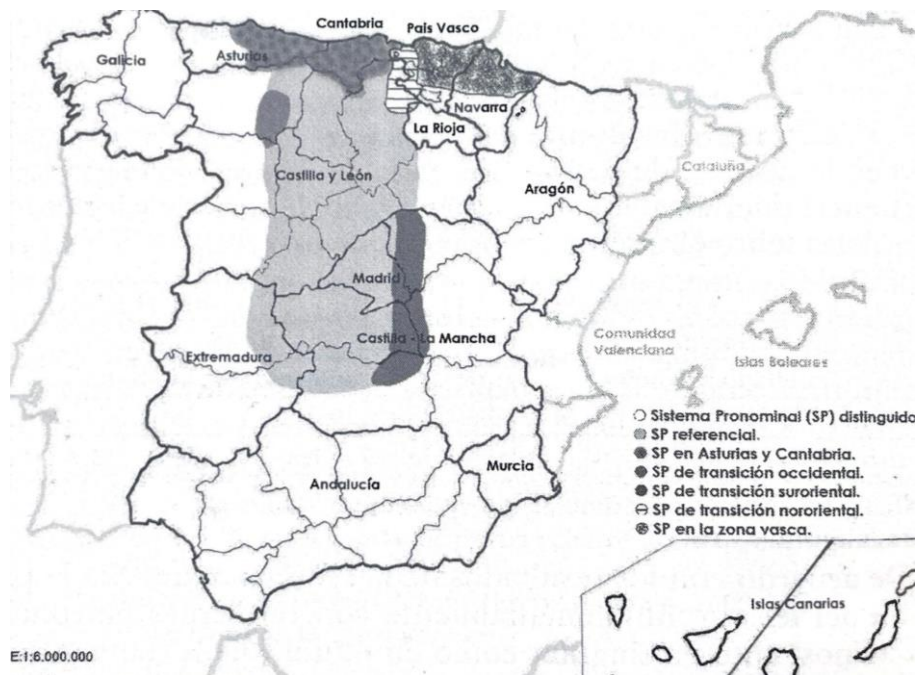 Cantabria
País Vasco
Asturias
Galicia
Navarra
La Rioja
Cataluña
Castilla y León
Aragón
Madrid
Comunidad
Valenciana
Castilla - La Mancha
Extremadura
Islas Baleares
Sistema Pronominal (SP) distinguido
SP referencial.
SP en Asturias y Cantabria.
SP de transición occidental.
SP de transición suroriental.
SP de transición nororiental.
SP en la zona vasca.
Murcia
Andalucía
Islas Canarias
E:1:6.000.000